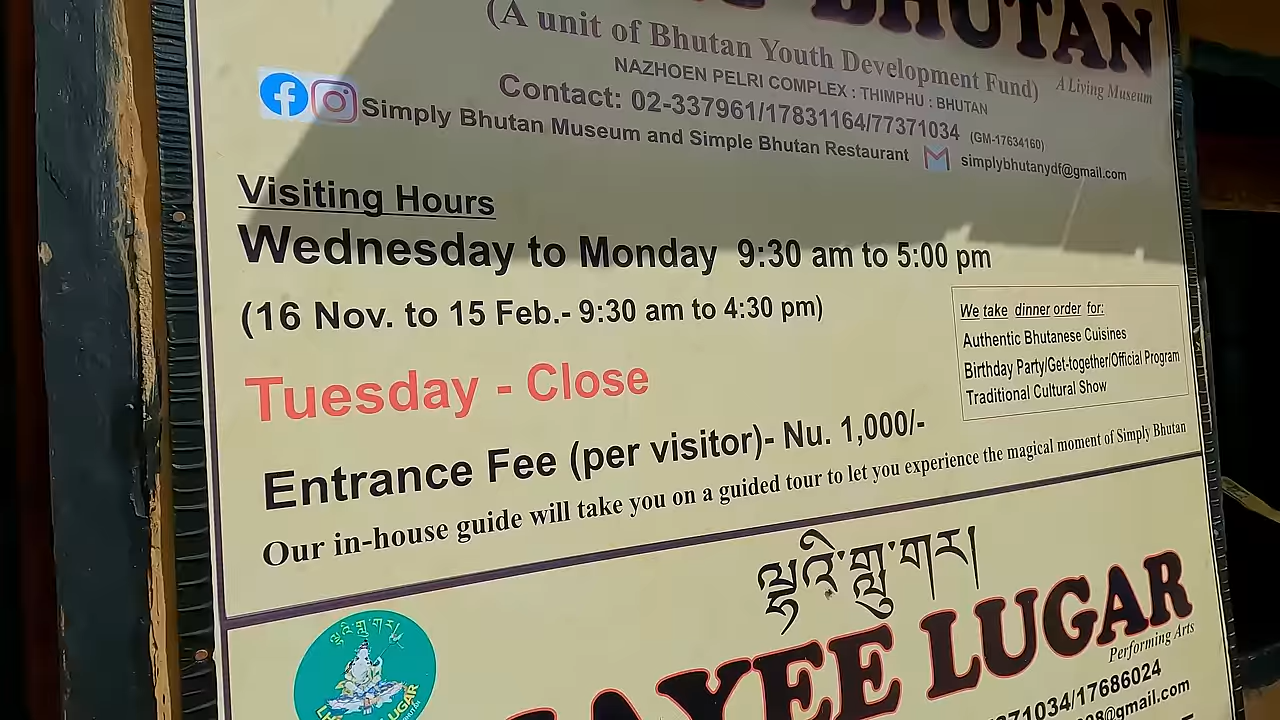 BHUTAN
(A unit of Bhutan Youth Development Fund)
A Living Museum
NAZHOEN PELRI COMPLEX : THIMPHU : BHUTAN
Contact: 02-337961/17831164/77371034 (GM-17634160)
Simply Bhutan Museum and Simple Bhutan Restaurant simplybhutanydf@gmail.com
Visiting Hours
Wednesday to Monday 9:30 am to 5:00 pm
(16 Nov. to 15 Feb.- 9:30 am to 4:30 pm)
Tuesday - Close
We take dinner order for:
Authentic Bhutanese Cuisines
Birthday Party/Get-together/Official Program
Traditional Cultural Show
Entrance Fee (per visitor)- Nu. 1,000/-
Our in-house guide will take you on a guided tour to let you experience the magical moment of Simply Bhutan
ལྷའི་གླུ་གར།
AYEE LUGAR
Performing Arts
71034/17686024
@gmail.com
ལྷའི་གླུ་གར།
LUGAR